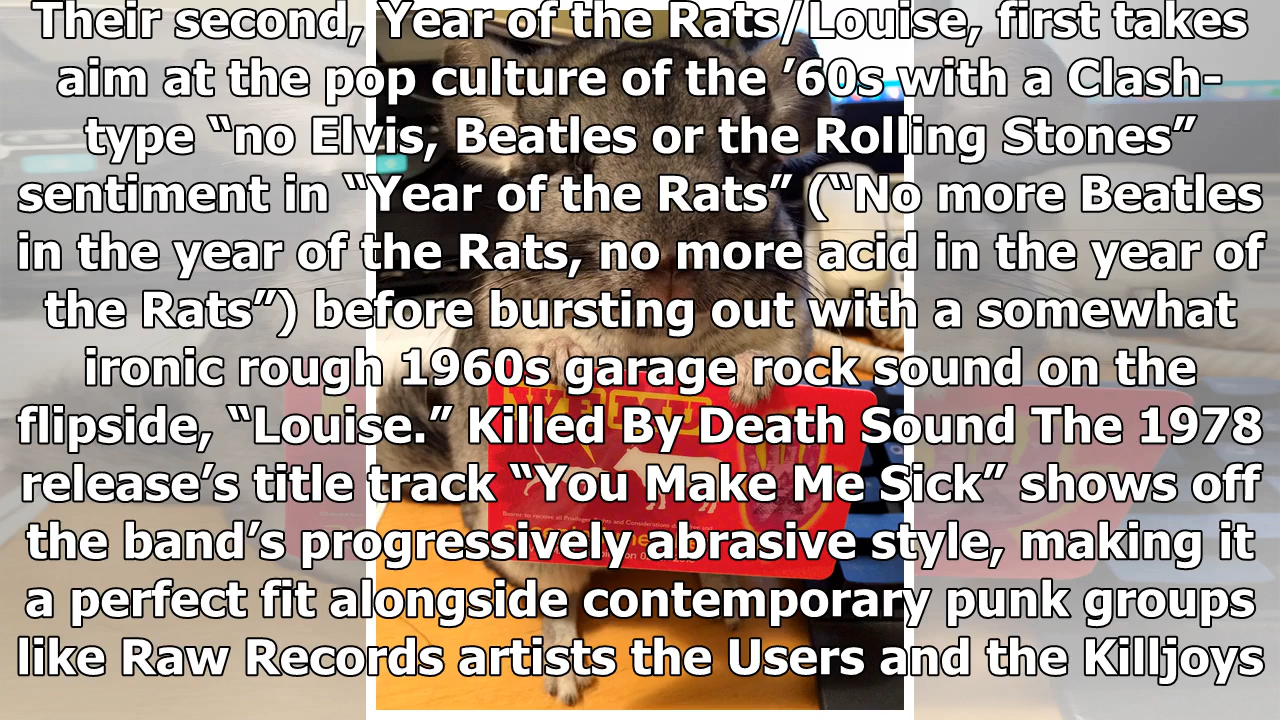 Their second, Year of the Rats/Louise, first takes
aim at the pop culture of the ’60s with a Clash-
type “no Elvis, Beatles or the Rolling Stones”
sentiment in “Year of the Rats” (“No more Beatles
in the year of the Rats, no more acid in the year of
the Rats”) before bursting out with a somewhat
ironic rough 1960s garage rock sound on the
flipside, “Louise.” Killed By Death Sound The 1978
release’s title track “You Make Me Sick” shows off
the band’s progressively abrasive style, making it
a perfect fit alongside contemporary punk groups
like Raw Records artists the Users and the Killjoys